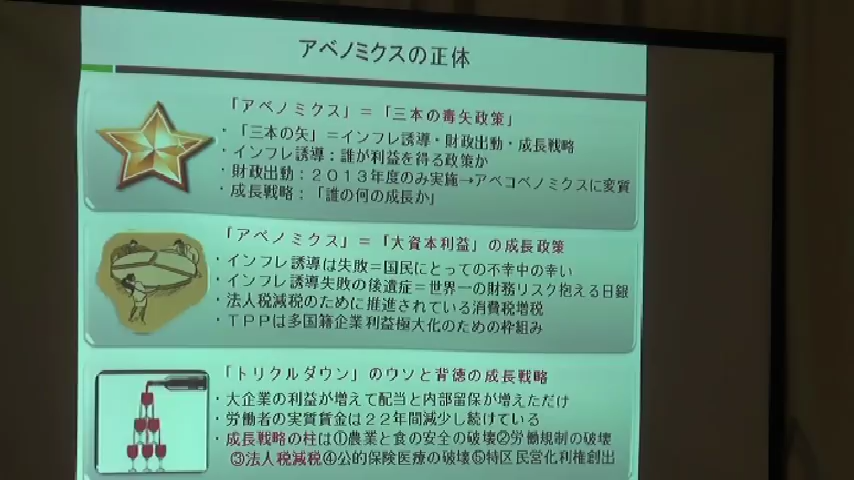 アベノミクスの正体
「アベノミクス」＝「三本の毒矢政策」
・「三本の矢」＝インフレ誘導・財政出動・成長戦略
・インフレ誘導：誰が利益を得る政策か
・財政出動：２０１３年度のみ実施→アベコベノミクスに変質
・成長戦略：「誰の何の成長か」
「アベノミクス」＝「大資本利益」の成長政策
・インフレ誘導は失敗＝国民にとっての不幸中の幸い
・インフレ誘導失敗の後遺症＝世界一の財務リスク抱える日銀
・法人税減税のために推進されている消費税増税
・ＴＰＰは多国籍企業利益極大化のための枠組み
「トリクルダウン」のウソと背徳の成長戦略
・大企業の利益が増えて配当と内部留保が増えただけ
・労働者の実質賃金は２２年間減少し続けている
・成長戦略の柱は①農業と食の安全の破壊②労働規制の破壊
③法人税減税④公的保険医療の破壊⑤特区民営化利権創出